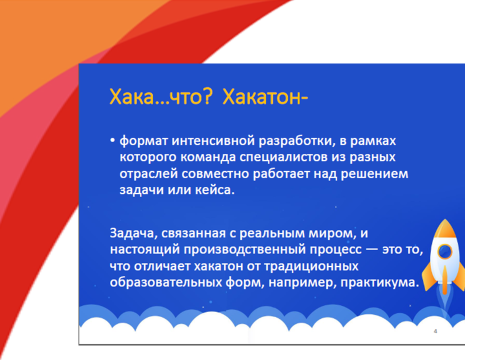 Хака...что? Хакатон-
• формат интенсивной разработки, в рамках
которого команда специалистов из разных
отраслей совместно работает над решением
задачи или кейса.
Задача, связанная с реальным миром, и
настоящий производственный процесс — это то,
что отличает хакатон от традиционных
образовательных форм, например, практикума.
4